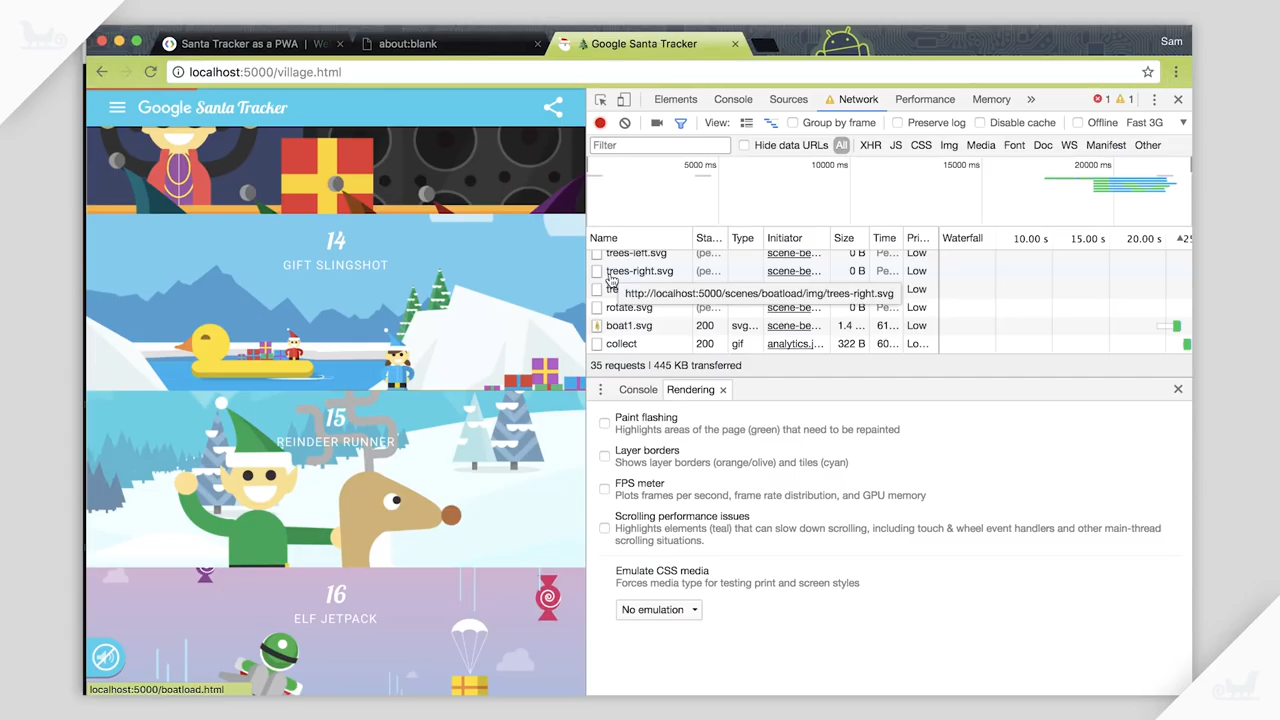 Santa Tracker as a PWA | We
about:blank
Google Santa Tracker
Sam
localhost:5000/village.html
Google Santa Tracker
14
GIFT SLINGSHOT
15
REINDEER RUNNER
16
ELF JETPACK
localhost:5000/boatload.html
Elements Console Sources Network Performance Memory » 1 1
View: Group by frame Preserve log Disable cache Offline Fast 3G
Filter Hide data URLs All XHR JS CSS Img Media Font Doc WS Manifest Other
5000 ms 10000 ms 15000 ms 20000 ms
Name Sta... Type Initiator Size Time Pri... Waterfall 10.00 s 15.00 s 20.00 s 25
trees-left.svg (pe... scene-be... 0 B Pe... Low
trees-right.svg (pe... scene-be... 0 B Pe... Low
http://localhost:5000/scenes/boatload/img/trees-right.svg Low
rotate.svg (pe... scene-be... 0 B Pe... Low
boat1.svg 200 svg... scene-be... 1.4 ... 61... Low
collect 200 gif analytics.j... 322 B 60... Lo...
35 requests | 445 KB transferred
Console Rendering
Paint flashing
Highlights areas of the page (green) that need to be repainted
Layer borders
Shows layer borders (orange/olive) and tiles (cyan)
FPS meter
Plots frames per second, frame rate distribution, and GPU memory
Scrolling performance issues
Highlights elements (teal) that can slow down scrolling, including touch & wheel event handlers and other main-thread
scrolling situations.
Emulate CSS media
Forces media type for testing print and screen styles
No emulation